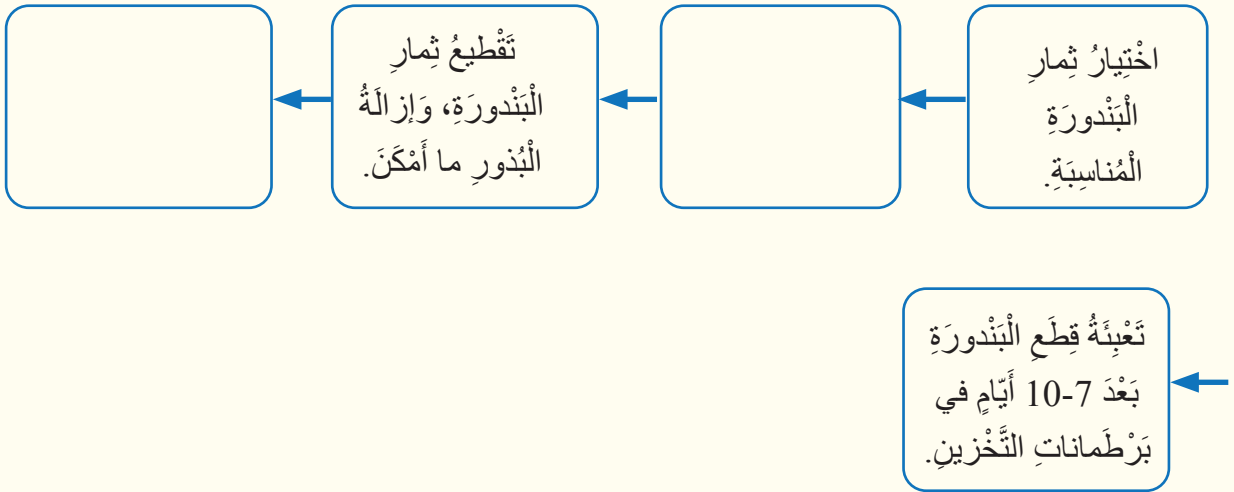 اخْتِيارُ ثِمارِ
الْبَنْدورَةِ
الْمُناسِبَةِ.
تَقْطيعُ ثِمارِ
الْبَنْدورَةِ، وَإِزالَةُ
الْبُذورِ ما أَمْكَنَ.
تَعْبِئَةُ قِطَعِ الْبَنْدورَةِ
بَعْدَ 7-10 أَيّامٍ في
بَرْطَماناتِ التَّخْزينِ.